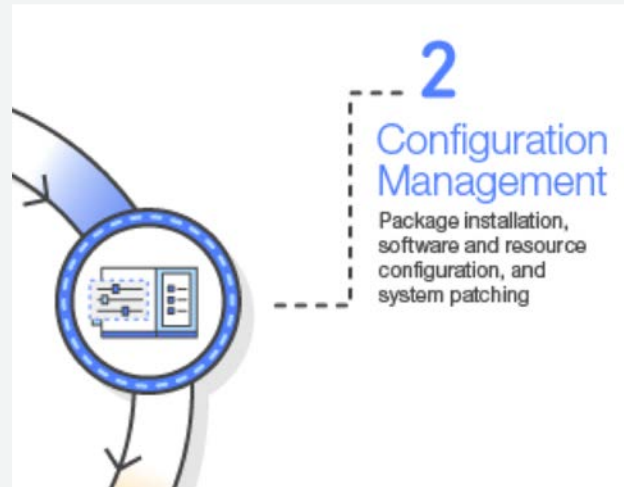 2
Configuration
Management
Package installation,
software and resource
configuration, and
system patching